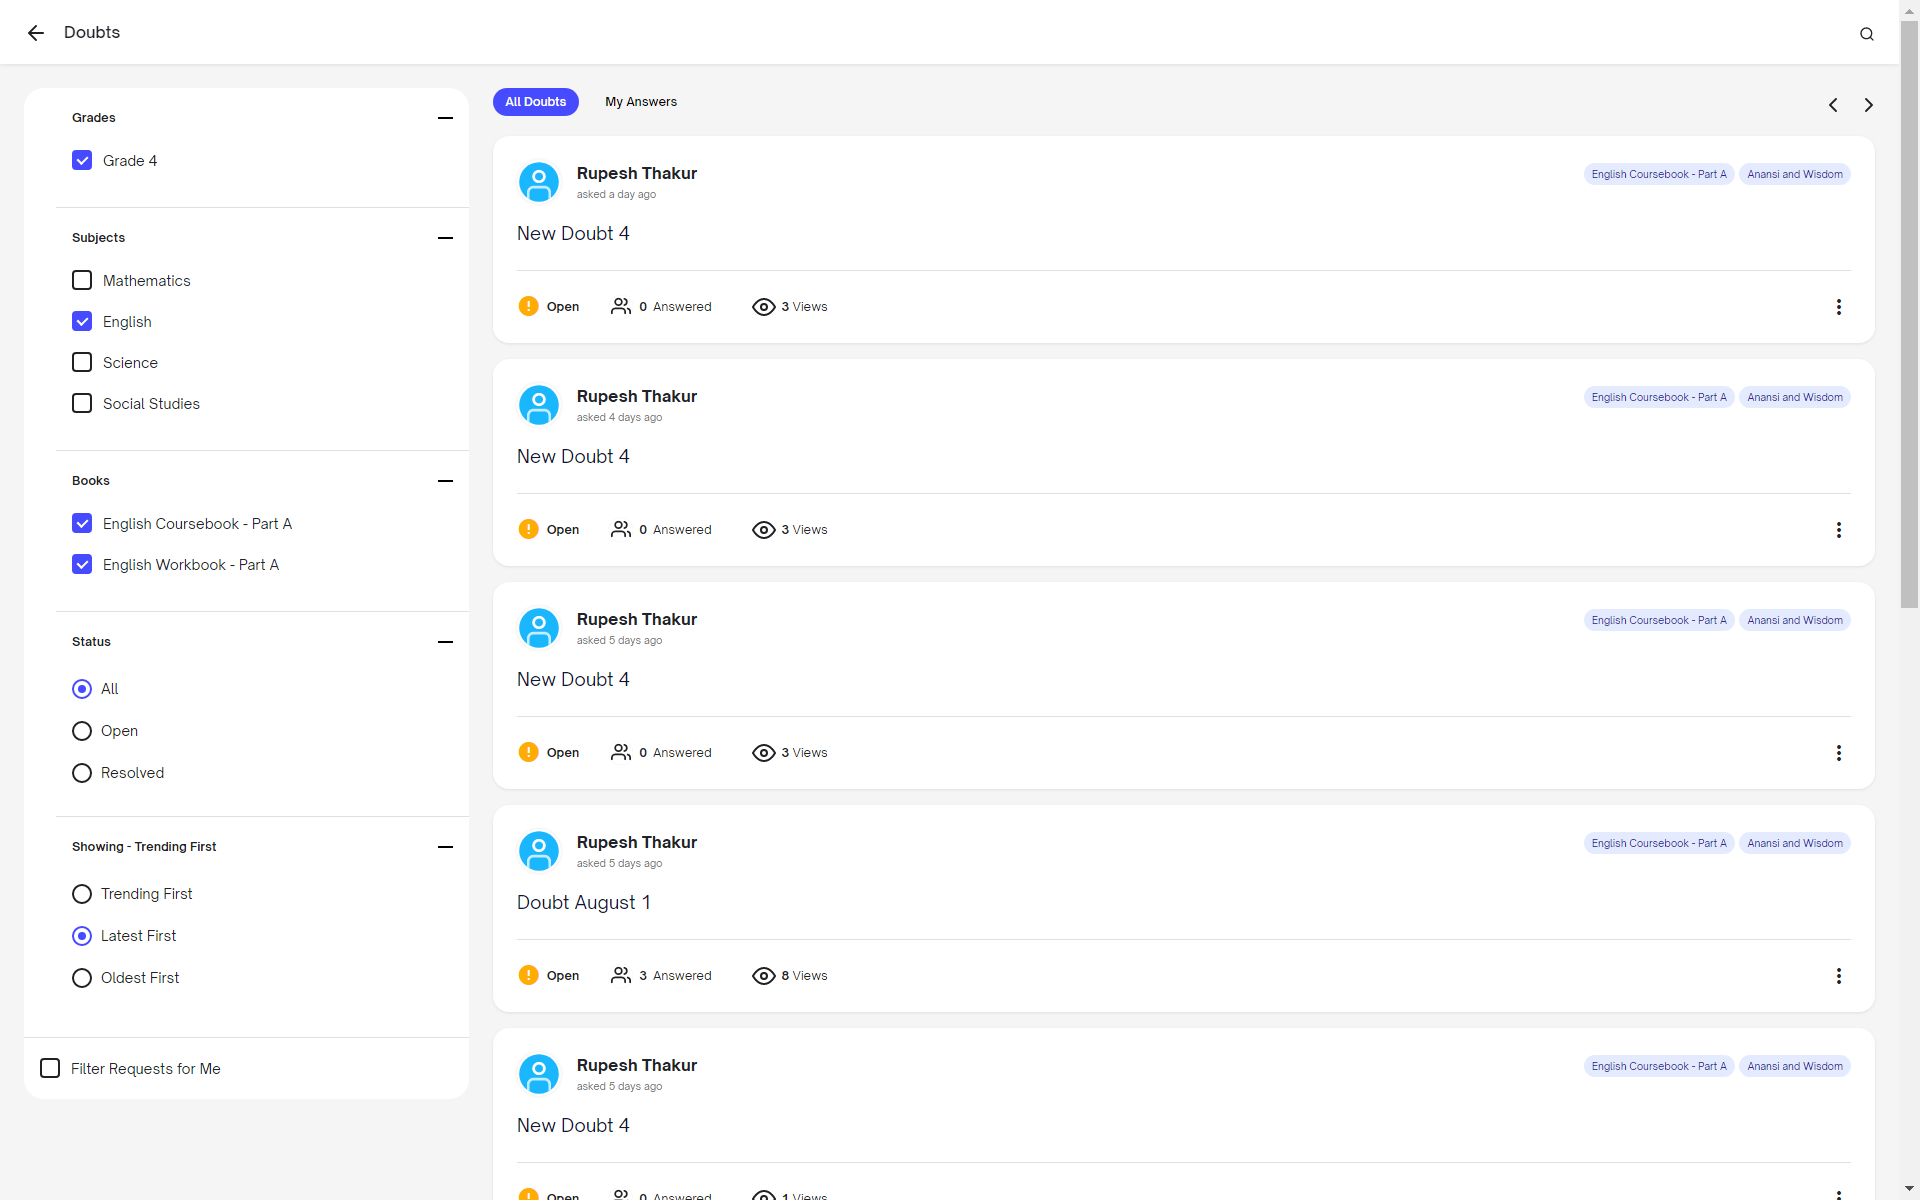 Doubts
Grades
Grade 4
Subjects
Mathematics
English
Science
Social Studies
Books
English Coursebook - Part A
English Workbook - Part A
Status
All
Open
Resolved
Showing - Trending First
Trending First
Latest First
Oldest First
Filter Requests for Me
All Doubts My Answers
Rupesh Thakur
asked a day ago
English Coursebook - Part A Anansi and Wisdom
New Doubt 4
Open 0 Answered 3 Views
Rupesh Thakur
asked 4 days ago
English Coursebook - Part A Anansi and Wisdom
New Doubt 4
Open 0 Answered 3 Views
Rupesh Thakur
asked 5 days ago
English Coursebook - Part A Anansi and Wisdom
New Doubt 4
Open 0 Answered 3 Views
Rupesh Thakur
asked 5 days ago
English Coursebook - Part A Anansi and Wisdom
Doubt August 1
Open 3 Answered 8 Views
Rupesh Thakur
asked 5 days ago
English Coursebook - Part A Anansi and Wisdom
New Doubt 4
Open 0 Answered 1 Views